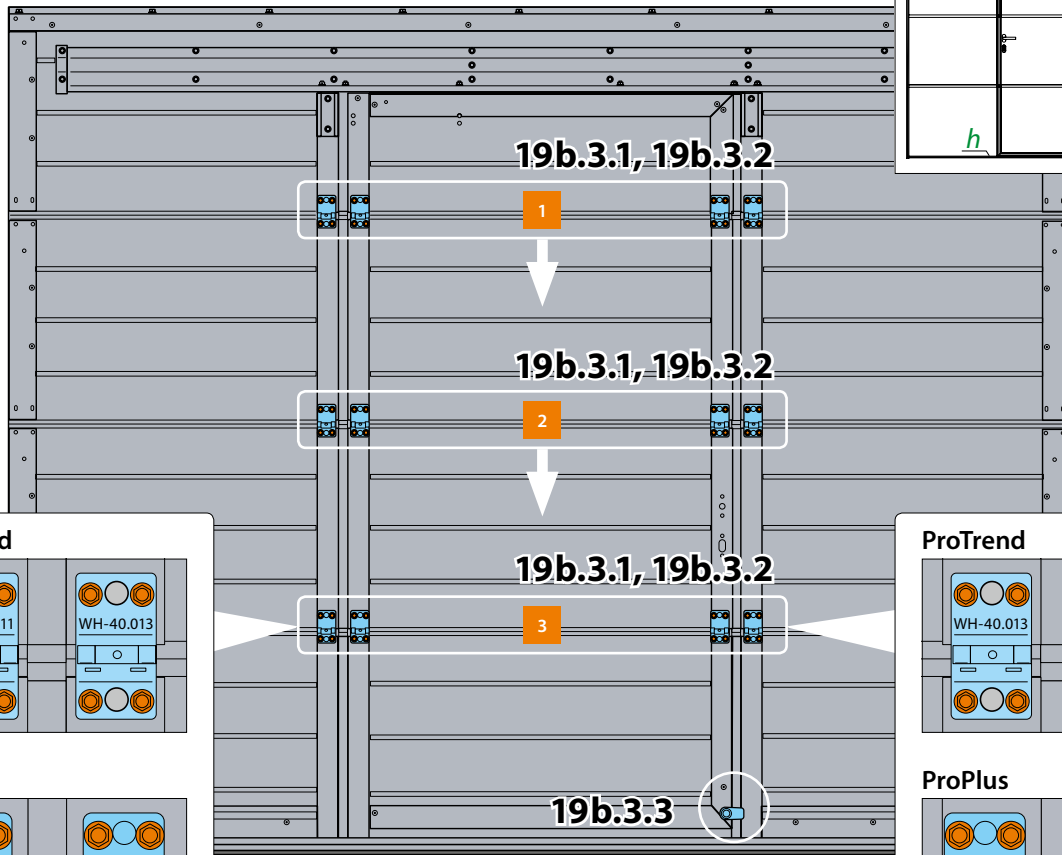 h
19b.3.1, 19b.3.2
1
19b.3.1, 19b.3.2
2
19b.3.1, 19b.3.2
3
d
11
WH-40.013
ProTrend
WH-40.013
ProPlus
19b.3.3